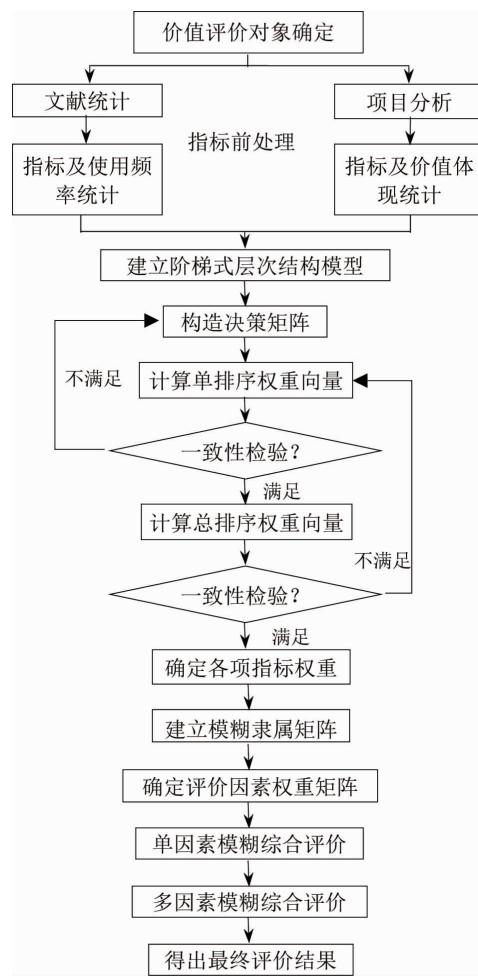 价值评价对象确定
文献统计
项目分析
指标前处理
指标及使用频
率统计
指标及价值体
现统计
建立阶梯式层次结构模型
构造决策矩阵
不满足
计算单排序权重向量
一致性检验？
满足
计算总排序权重向量
不满足
一致性检验？
满足
确定各项指标权重
建立模糊隶属矩阵
确定评价因素权重矩阵
单因素模糊综合评价
多因素模糊综合评价
得出最终评价结果